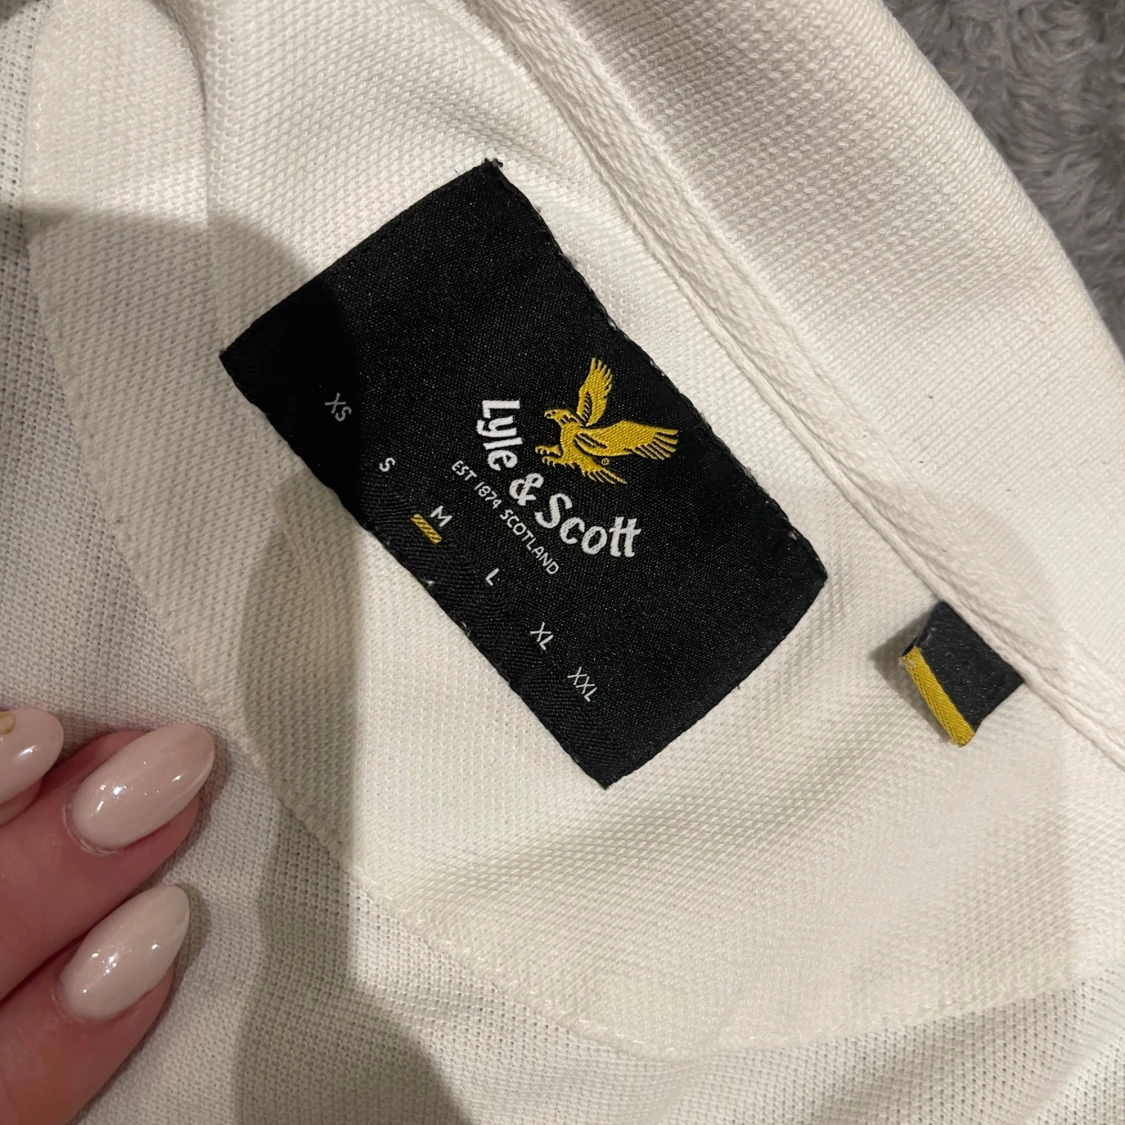 Lyle & Scott
EST 1874 SCOTLAND
XS S M L XL XXL